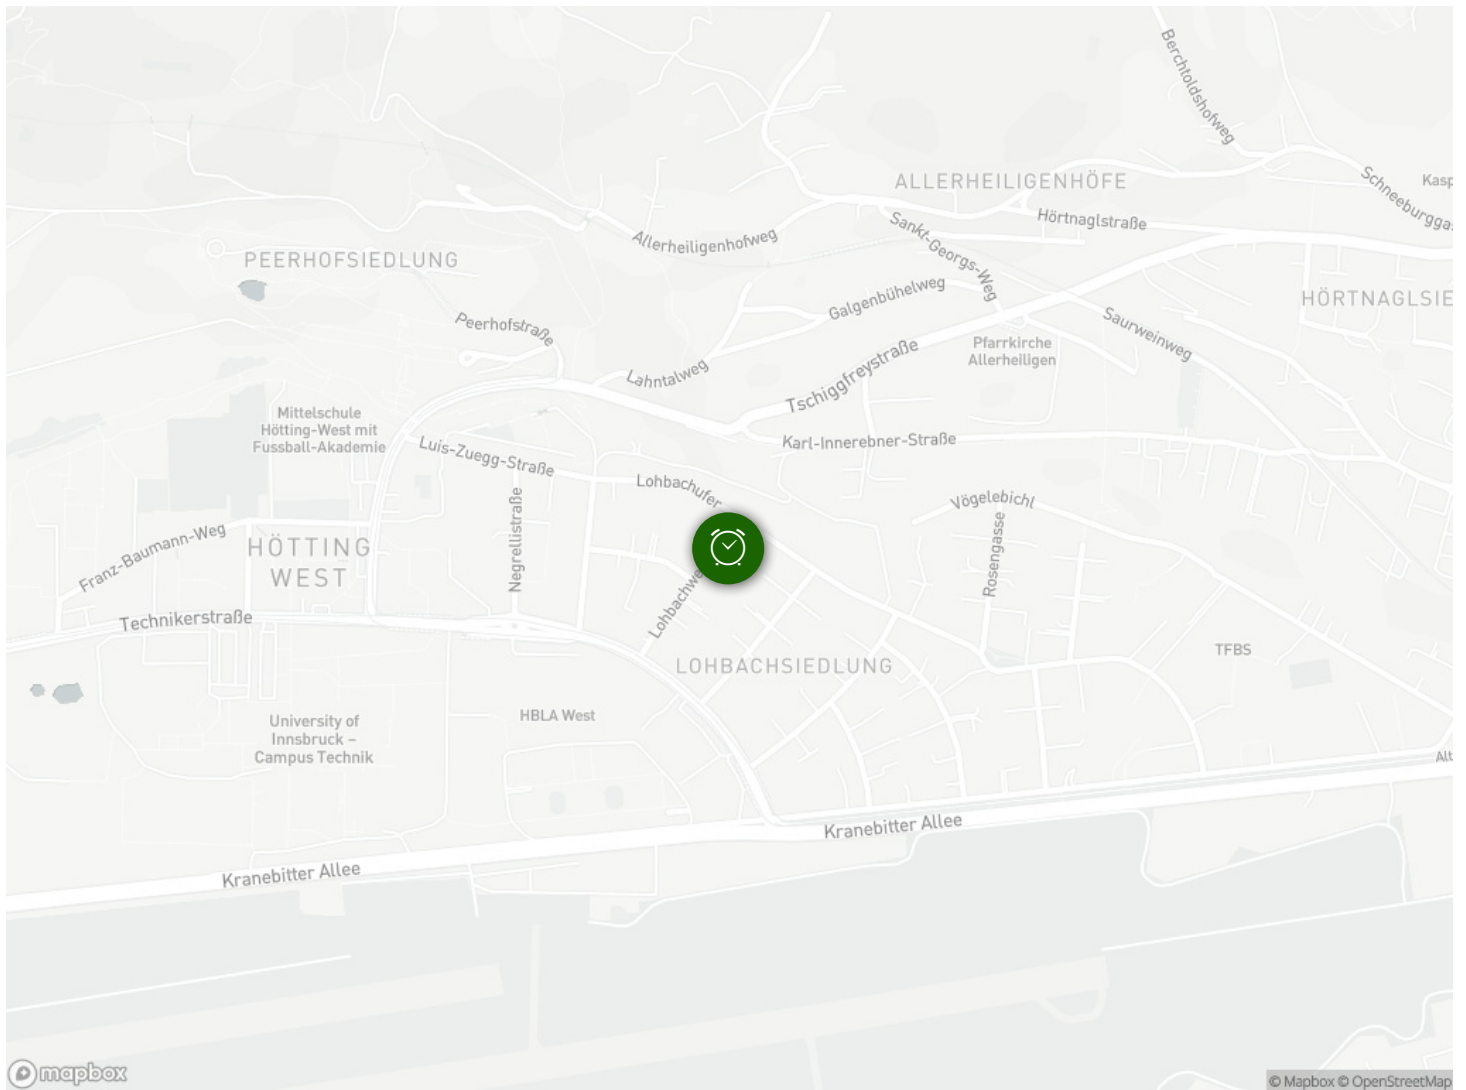 Berchtoldshofweg
ALLERHEILIGENHÖFE
Schneeburggas
Kasp
Hörtnaglstraße
Sankt-Georgs-Weg
Allerheiligenhofweg
PEERHOFSIEDLUNG
Galgenbühelweg
HÖRTNAGLSIE
Peerhofstraße
Saurweinweg
Pfarrkirche
Allerheiligen
Tschiggfreystraße
Lahntalweg
Mittelschule
Hötting-West mit
Fussball-Akademie
Luis-Zuegg-Straße
Karl-Innerebner-Straße
Lohbachufer
Vögelebichl
Negrellistraße
Rosengasse
Franz-Baumann-Weg
HÖTTING
WEST
Lohbachwe
Technikerstraße
LOHBACHSIEDLUNG
TFBS
University of
Innsbruck –
Campus Technik
HBLA West
Alt
Kranebitter Allee
Kranebitter Allee
mapbox
© Mapbox © OpenStreetMap